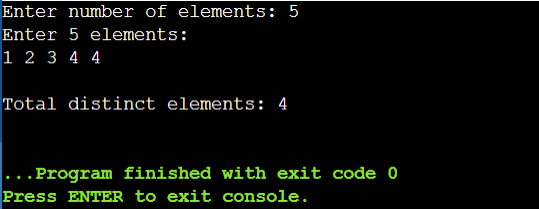 Enter number of elements: 5
Enter 5 elements:
1 2 3 4 4
Total distinct elements: 4
...Program finished with exit code 0
Press ENTER to exit console.